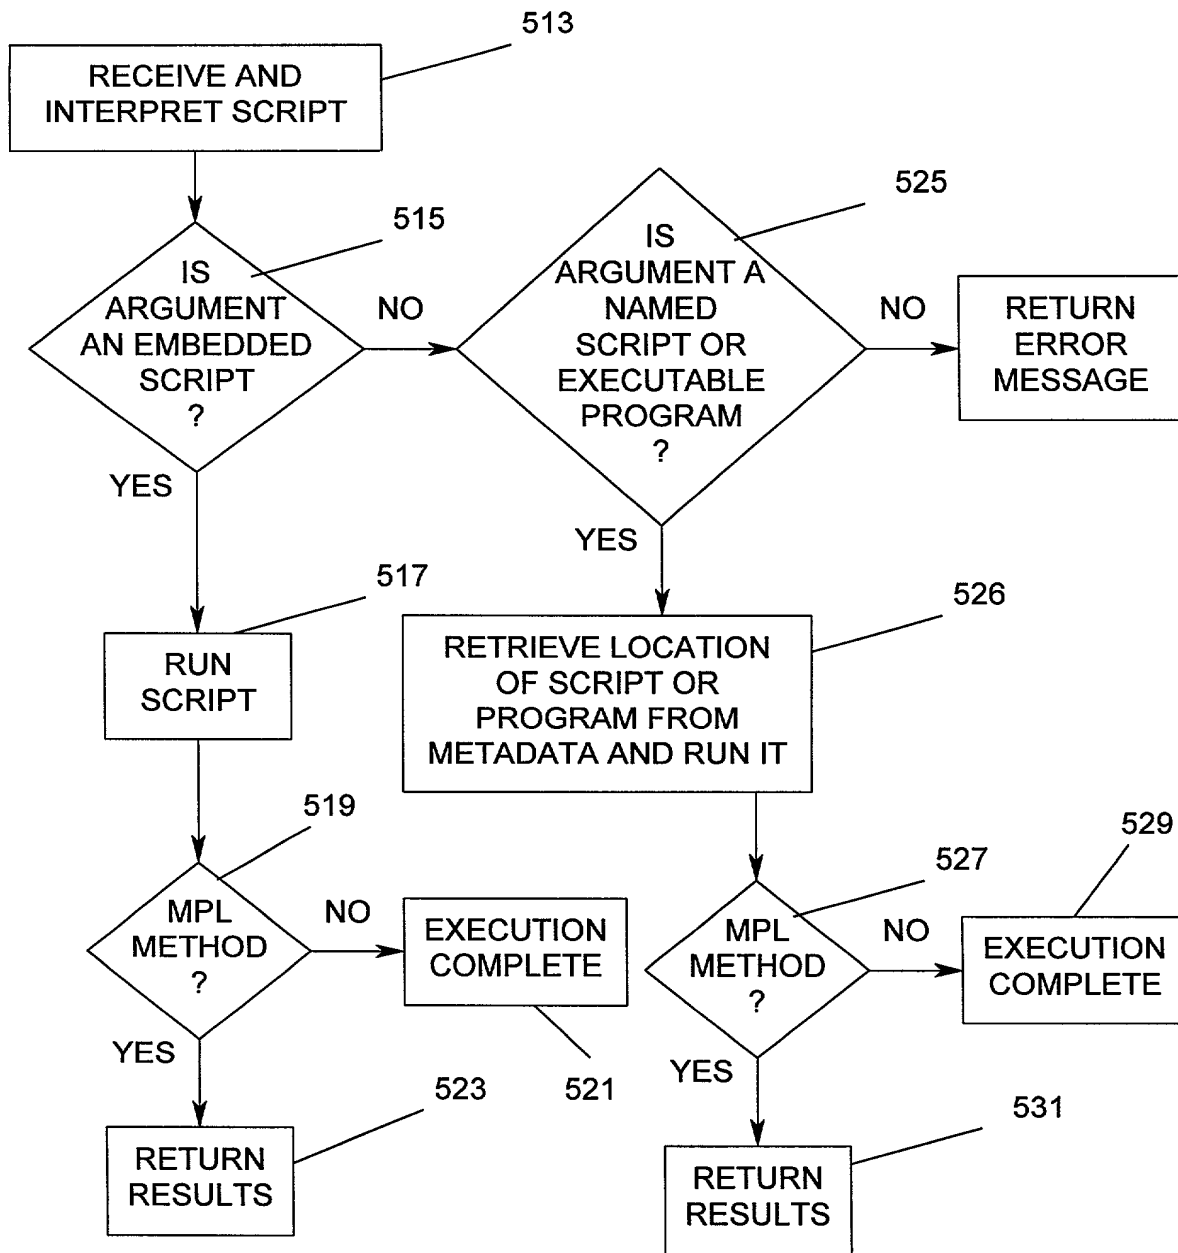 513
RECEIVE AND
INTERPRET SCRIPT
515
IS
ARGUMENT
AN EMBEDDED
SCRIPT
?
NO
YES
525
IS
ARGUMENT A
NAMED
SCRIPT OR
EXECUTABLE
PROGRAM
?
NO
YES
RETURN
ERROR
MESSAGE
517
RUN
SCRIPT
526
RETRIEVE LOCATION
OF SCRIPT OR
PROGRAM FROM
METADATA AND RUN IT
519
MPL
METHOD
?
NO
YES
EXECUTION
COMPLETE
521
523
RETURN
RESULTS
527
MPL
METHOD
?
NO
YES
529
EXECUTION
COMPLETE
531
RETURN
RESULTS